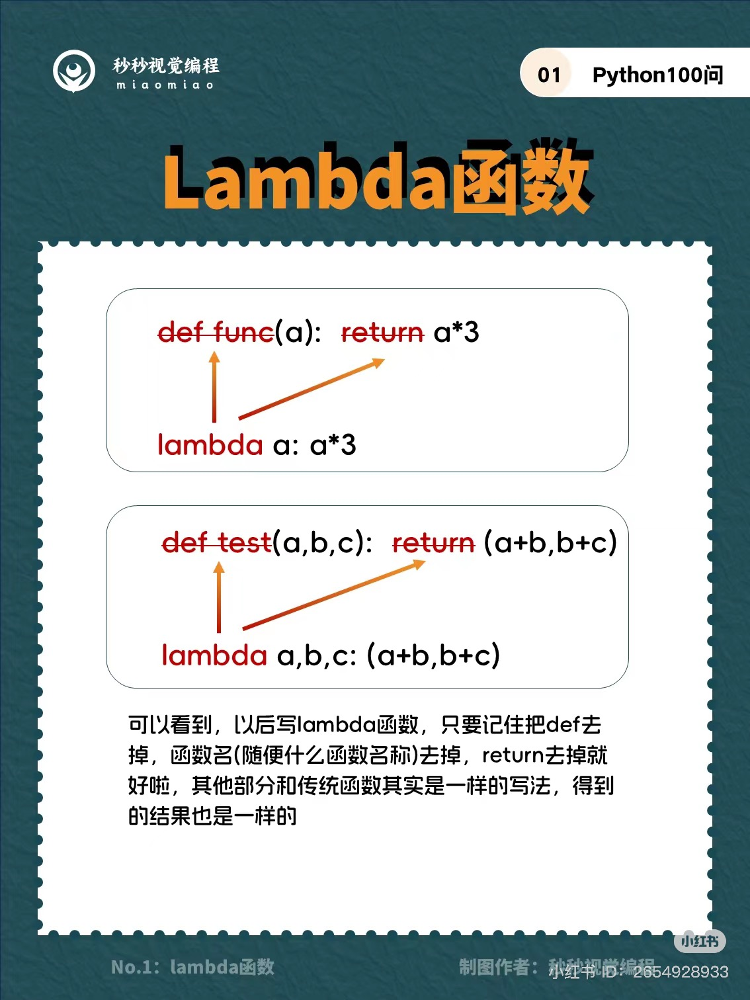 秒秒视觉编程
miaomiao
01 Python100问
Lambda函数
def func(a): return a*3
lambda a: a*3
def test(a,b,c): return (a+b,b+c)
lambda a,b,c: (a+b,b+c)
可以看到，以后写lambda函数，只要记住把def去
掉，函数名(随便什么函数名称)去掉，return去掉就
好啦，其他部分和传统函数其实是一样的写法，得到
的结果也是一样的
小红书
No.1：lambda函数
制图作者：秒秒视觉编程
小红书 ID：2654928933